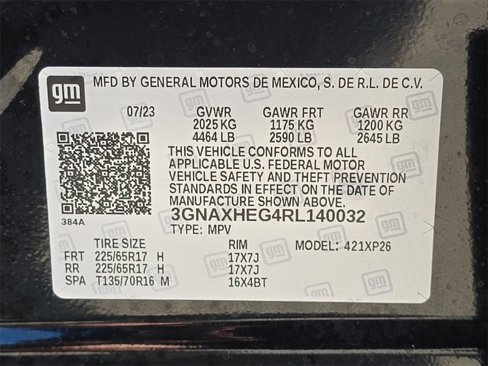 gm MFD BY GENERAL MOTORS DE MEXICO, S. DE R.L. DE C.V.
07/23 GVWR GAWR FRT GAWR RR
2025 KG 1175 KG 1200 KG
4464 LB 2590 LB 2645 LB
THIS VEHICLE CONFORMS TO ALL
APPLICABLE U.S. FEDERAL MOTOR
VEHICLE SAFETY AND THEFT PREVENTION
STANDARDS IN EFFECT ON THE DATE OF
MANUFACTURE SHOWN ABOVE.
384A 3GNAXHEG4RL140032
TYPE: MPV
TIRE SIZE RIM MODEL: 421XP26
FRT 225/65R17 H 17X7J
RR 225/65R17 H 17X7J
SPA T135/70R16 M 16X4BT